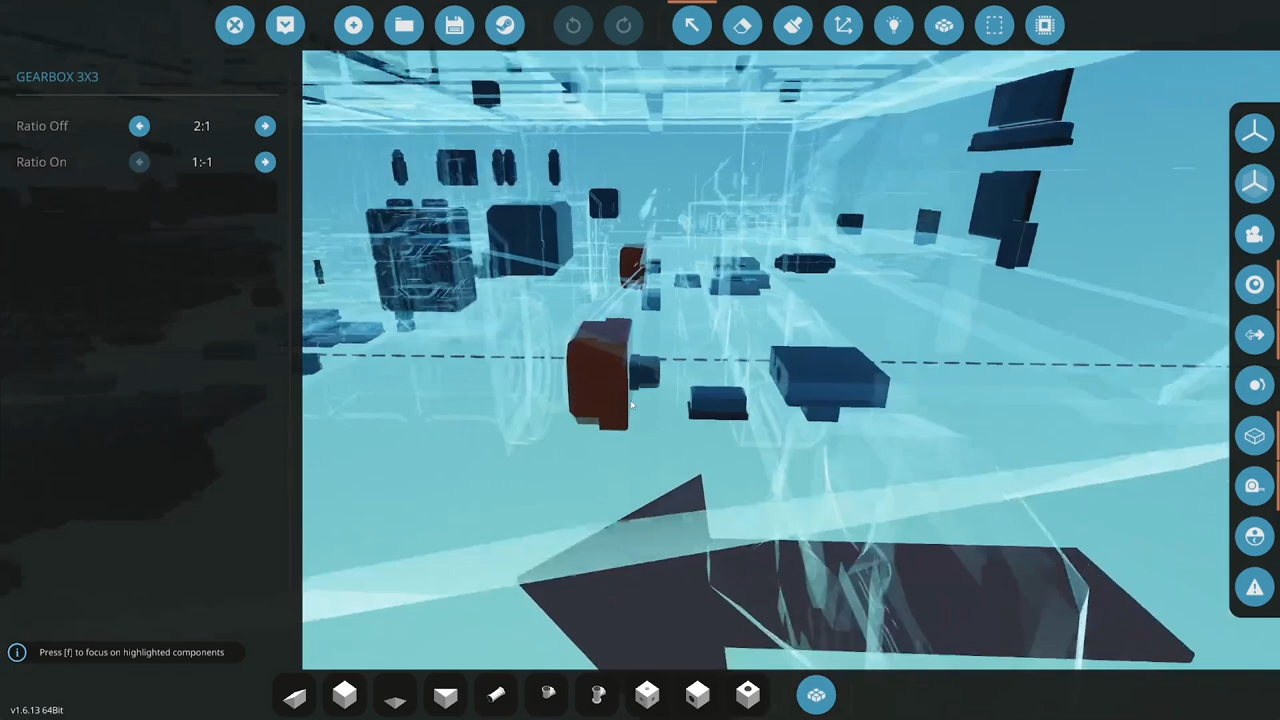 GEARBOX 3X3
Ratio Off 2:1
Ratio On 1:-1
Press [f] to focus on highlighted components
v1.6.13 64Bit